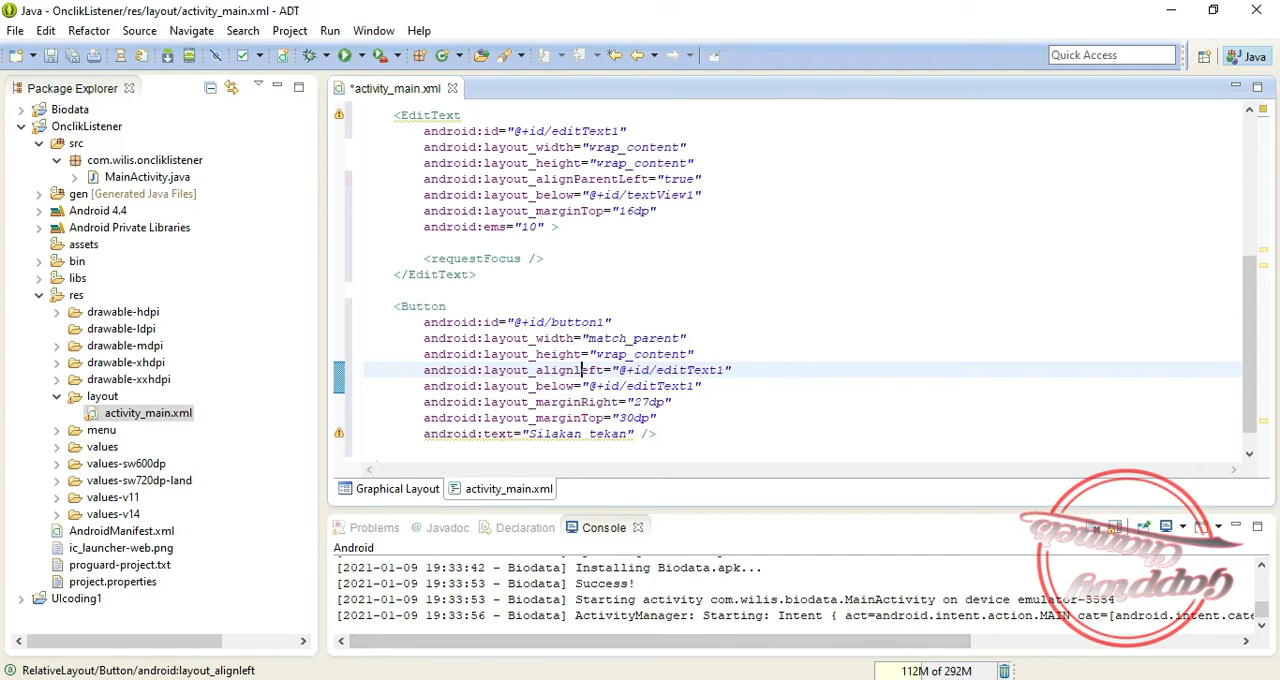 Java - OnclikListener/res/layout/activity_main.xml - ADT
File Edit Refactor Source Navigate Search Project Run Window Help
Quick Access
Java
Package Explorer
Biodata
OnclikListener
src
com.wilis.oncliklistener
MainActivity.java
gen [Generated Java Files]
Android 4.4
Android Private Libraries
assets
bin
libs
res
drawable-hdpi
drawable-ldpi
drawable-mdpi
drawable-xhdpi
drawable-xxhdpi
layout
activity_main.xml
menu
values
values-sw600dp
values-sw720dp-land
values-v11
values-v14
AndroidManifest.xml
ic_launcher-web.png
proguard-project.txt
project.properties
UIcoding1
*activity_main.xml
<EditText
android:id="@+id/editText1"
android:layout_width="wrap_content"
android:layout_height="wrap_content"
android:layout_alignParentLeft="true"
android:layout_below="@+id/textView1"
android:layout_marginTop="16dp"
android:ems="10" >
<requestFocus />
</EditText>
<Button
android:id="@+id/button1"
android:layout_width="match_parent"
android:layout_height="wrap_content"
android:layout_alignleft="@+id/editText1"
android:layout_below="@+id/editText1"
android:layout_marginRight="27dp"
android:layout_marginTop="30dp"
android:text="Silakan tekan" />
Graphical Layout activity_main.xml
Problems Javadoc Declaration Console
Android
[2021-01-09 19:33:55 - Biodata] Installing Biodata.apk...
[2021-01-09 19:33:55 - Biodata] Success!
[2021-01-09 19:33:56 - Biodata] Starting activity com.wilis.biodata.MainActivity on device emulator-5554
[2021-01-09 19:33:56 - Biodata] ActivityManager: Starting: Intent { act=android.intent.action.MAIN cat=[android.intent.cate
RelativeLayout/Button/android:layout_alignleft
112M of 292M